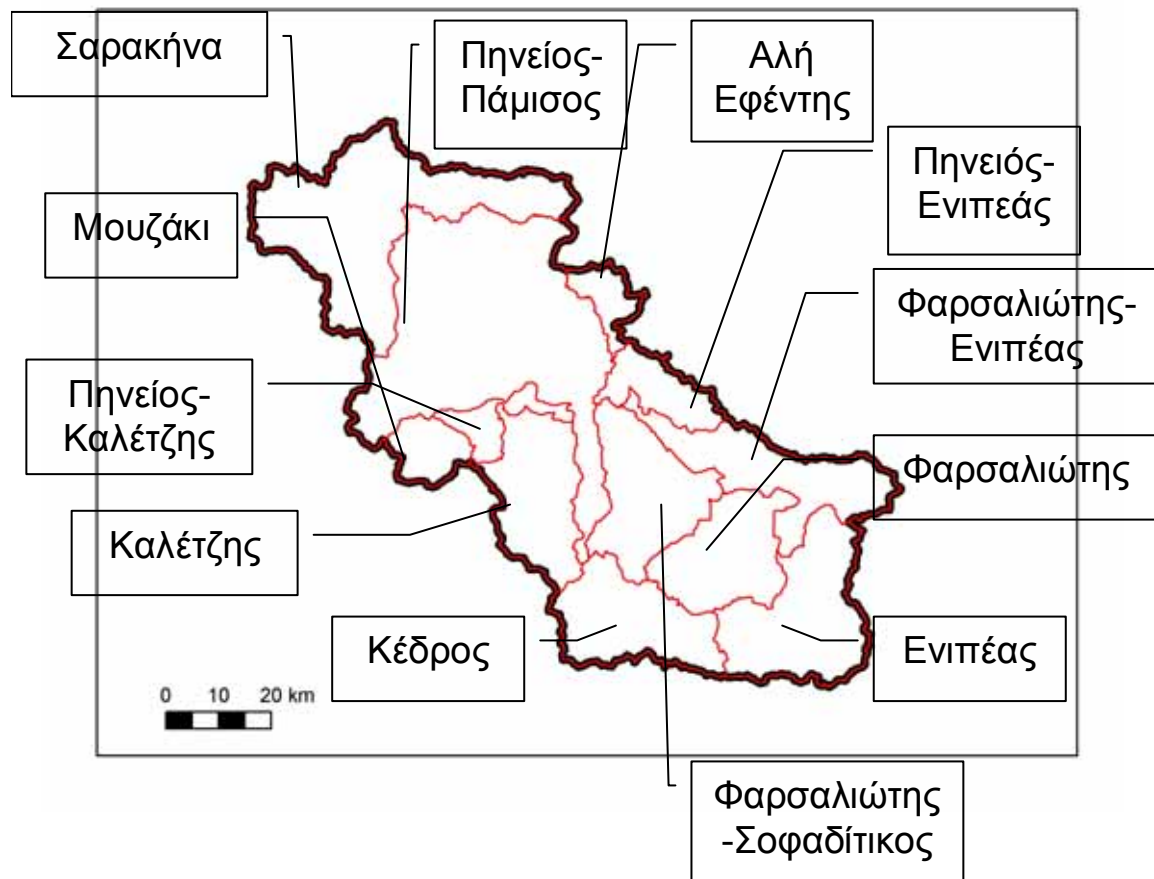 Σαρακήνα
Πηνείος-
Πάμισος
Αλή
Εφέντης
Πηνειός-
Ενιπεάς
Μουζάκι
Φαρσαλιώτης-
Ενιπέας
Πηνείος-
Καλέτζης
Φαρσαλιώτης
Καλέτζης
Κέδρος
Ενιπέας
0 10 20 km
Φαρσαλιώτης
-Σοφαδίτικος